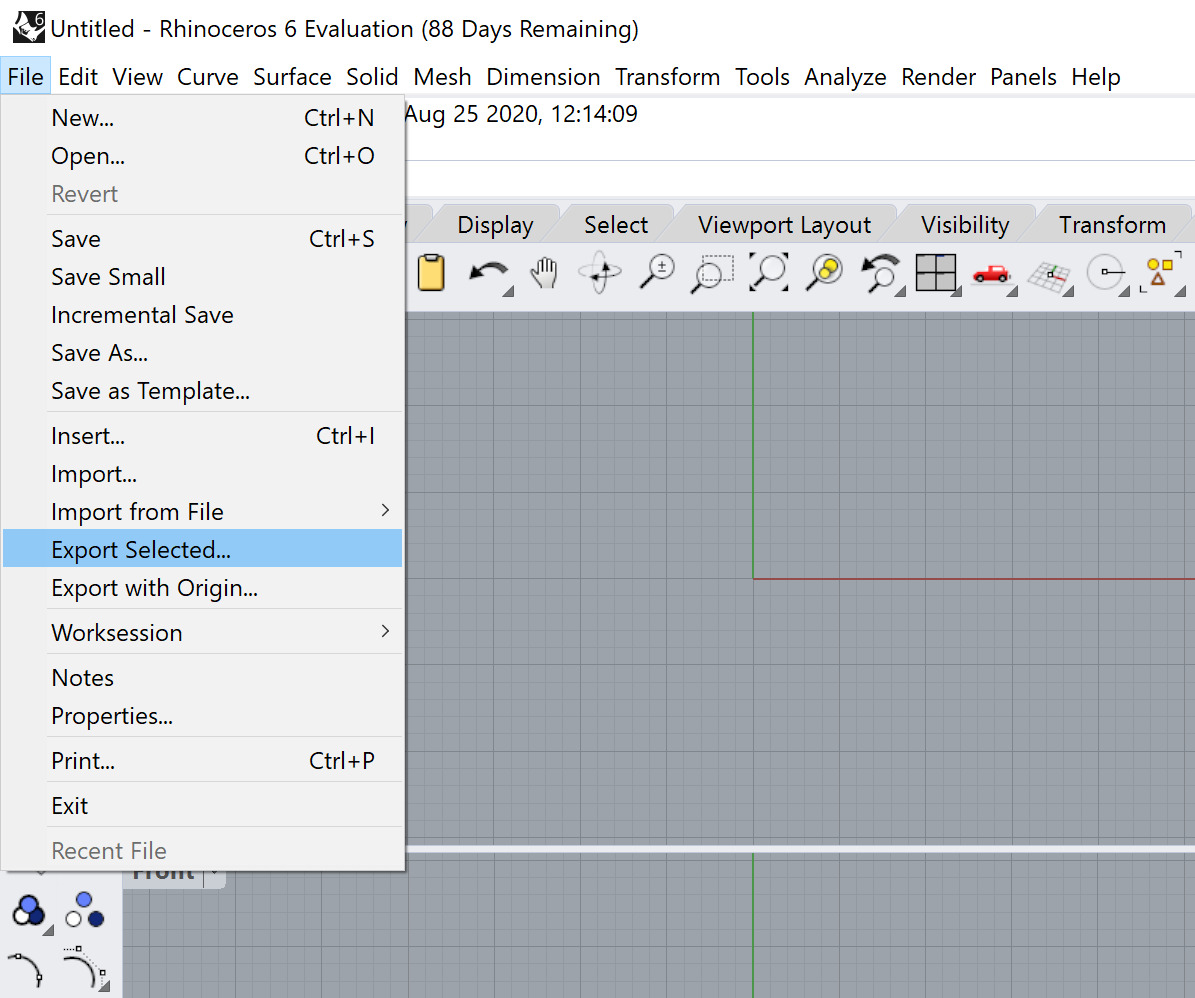 Untitled - Rhinoceros 6 Evaluation (88 Days Remaining)
File Edit View Curve Surface Solid Mesh Dimension Transform Tools Analyze Render Panels Help
Aug 25 2020, 12:14:09
Display Select Viewport Layout Visibility Transform
New... Ctrl+N
Open... Ctrl+O
Revert
Save Ctrl+S
Save Small
Incremental Save
Save As...
Save as Template...
Insert... Ctrl+I
Import...
Import from File
Export Selected...
Export with Origin...
Worksession
Notes
Properties...
Print... Ctrl+P
Exit
Recent File
Front